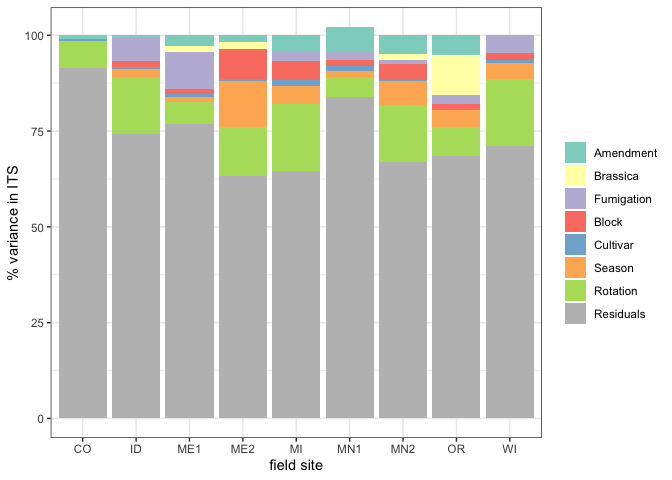 100
75
50
25
0
% variance in ITS
CO ID ME1 ME2 MI MN1 MN2 OR WI
field site
Amendment
Brassica
Fumigation
Block
Cultivar
Season
Rotation
Residuals